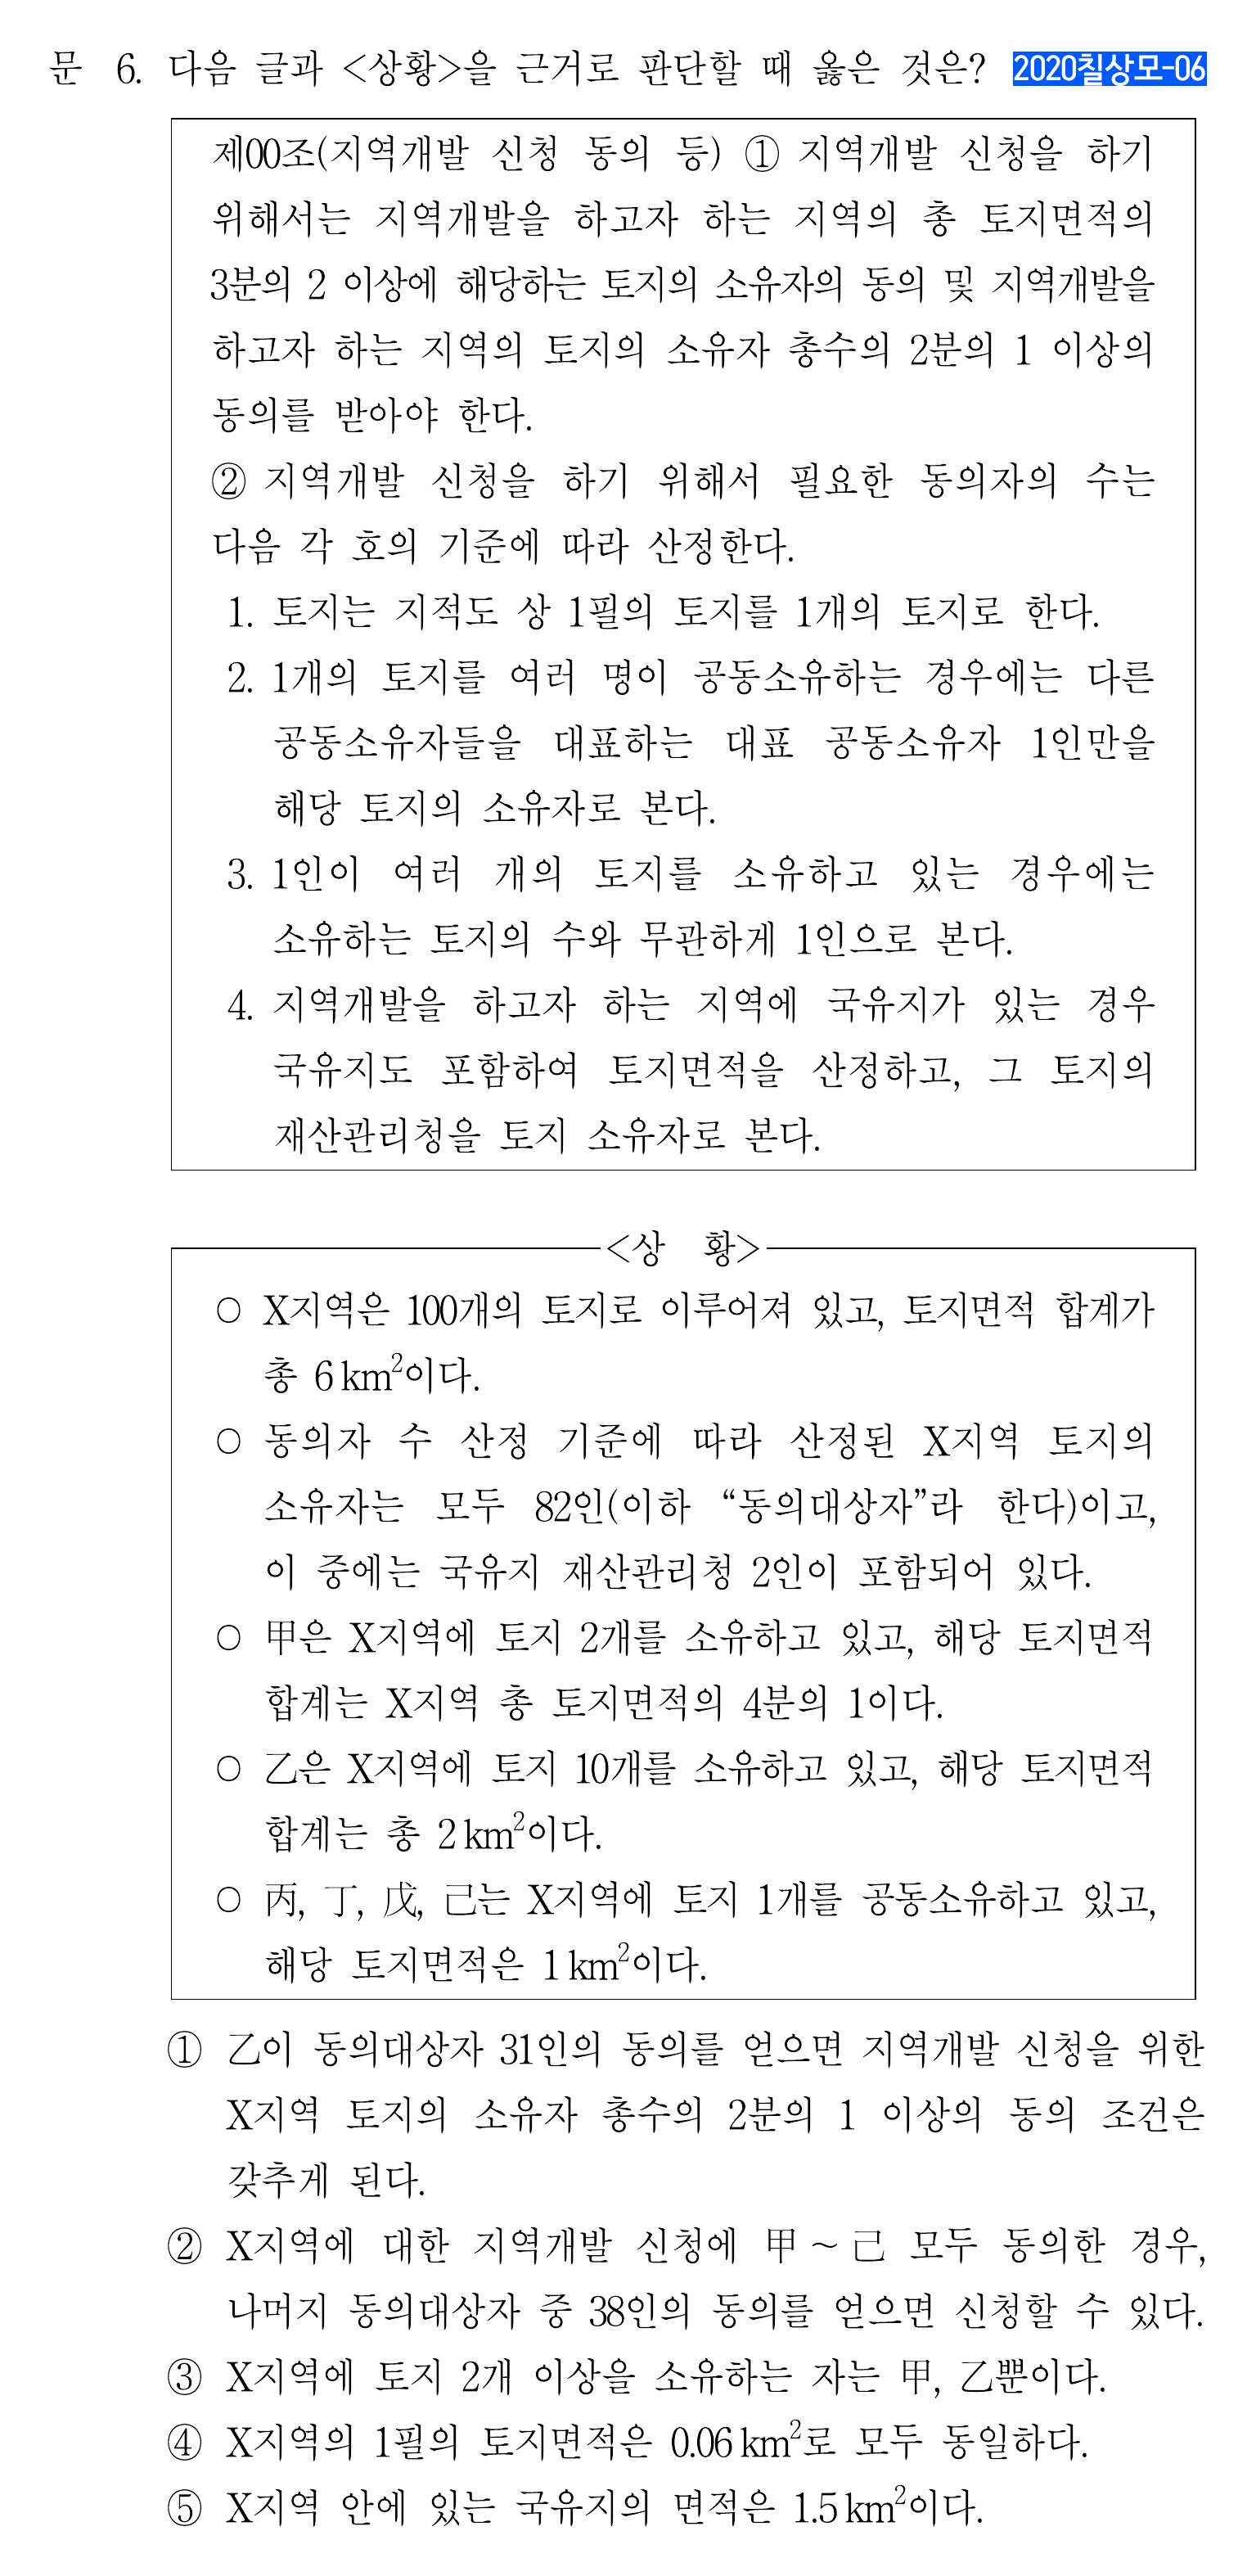 문 6. 다음 글과 <상황>을 근거로 판단할 때 옳은 것은? 2020칠상모-06
제00조(지역개발 신청 동의 등) ① 지역개발 신청을 하기
위해서는 지역개발을 하고자 하는 지역의 총 토지면적의
3분의 2 이상에 해당하는 토지의 소유자의 동의 및 지역개발을
하고자 하는 지역의 토지의 소유자 총수의 2분의 1 이상의
동의를 받아야 한다.
② 지역개발 신청을 하기 위해서 필요한 동의자의 수는
다음 각 호의 기준에 따라 산정한다.
1. 토지는 지적도 상 1필의 토지를 1개의 토지로 한다.
2. 1개의 토지를 여러 명이 공동소유하는 경우에는 다른
공동소유자들을 대표하는 대표 공동소유자 1인만을
해당 토지의 소유자로 본다.
3. 1인이 여러 개의 토지를 소유하고 있는 경우에는
소유하는 토지의 수와 무관하게 1인으로 본다.
4. 지역개발을 하고자 하는 지역에 국유지가 있는 경우
국유지도 포함하여 토지면적을 산정하고, 그 토지의
재산관리청을 토지 소유자로 본다.
<상 황>
○ X지역은 100개의 토지로 이루어져 있고, 토지면적 합계가
총 6km²이다.
○ 동의자 수 산정 기준에 따라 산정된 X지역 토지의
소유자는 모두 82인(이하 “동의대상자”라 한다)이고,
이 중에는 국유지 재산관리청 2인이 포함되어 있다.
○ 甲은 X지역에 토지 2개를 소유하고 있고, 해당 토지면적
합계는 X지역 총 토지면적의 4분의 1이다.
○ 乙은 X지역에 토지 10개를 소유하고 있고, 해당 토지면적
합계는 총 2km²이다.
○ 丙, 丁, 戊, 己는 X지역에 토지 1개를 공동소유하고 있고,
해당 토지면적은 1km²이다.
① 乙이 동의대상자 31인의 동의를 얻으면 지역개발 신청을 위한
X지역 토지의 소유자 총수의 2분의 1 이상의 동의 조건은
갖추게 된다.
② X지역에 대한 지역개발 신청에 甲~己 모두 동의한 경우,
나머지 동의대상자 중 38인의 동의를 얻으면 신청할 수 있다.
③ X지역에 토지 2개 이상을 소유하는 자는 甲, 乙뿐이다.
④ X지역의 1필의 토지면적은 0.06km²로 모두 동일하다.
⑤ X지역 안에 있는 국유지의 면적은 1.5km²이다.